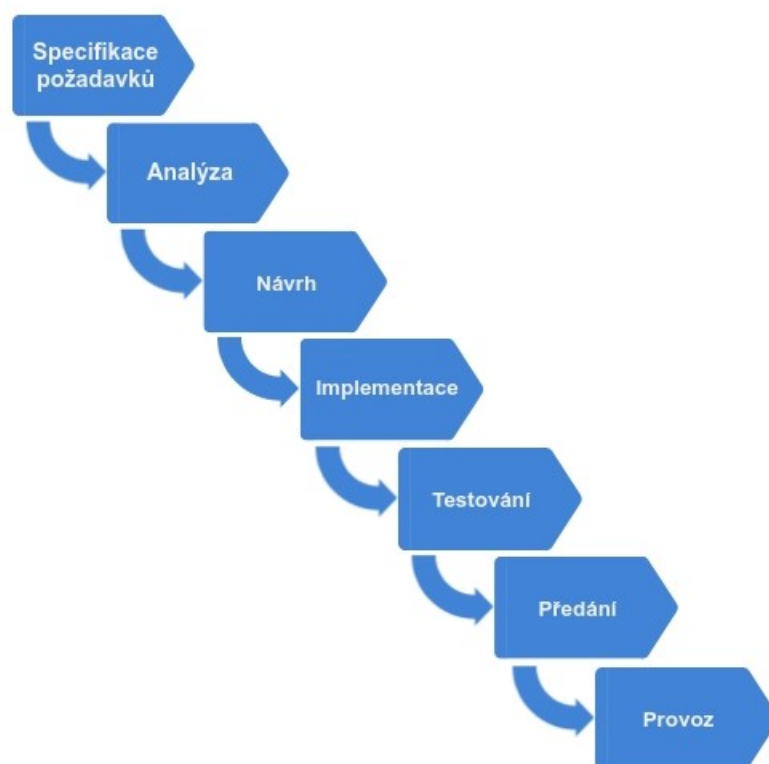 Specifikace
požadavků
Analýza
Návrh
Implementace
Testování
Předání
Provoz